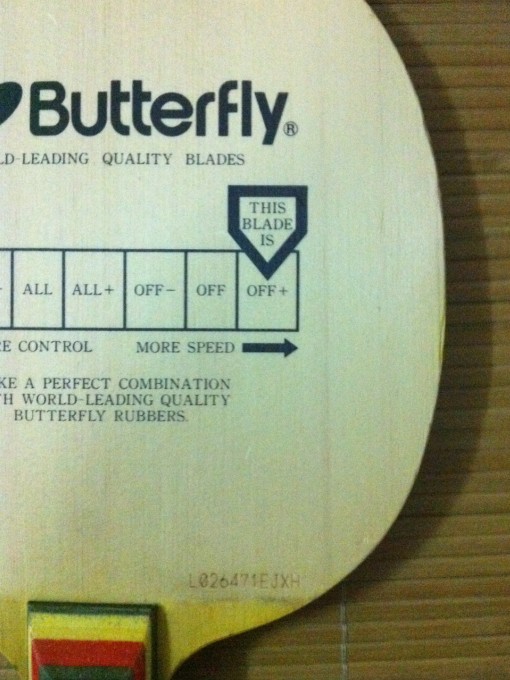 Butterfly®
LD-LEADING QUALITY BLADES
THIS
BLADE
IS
ALL ALL+ OFF− OFF OFF+
RE CONTROL MORE SPEED
KE A PERFECT COMBINATION
H WORLD-LEADING QUALITY
BUTTERFLY RUBBERS.
L026471EJXH